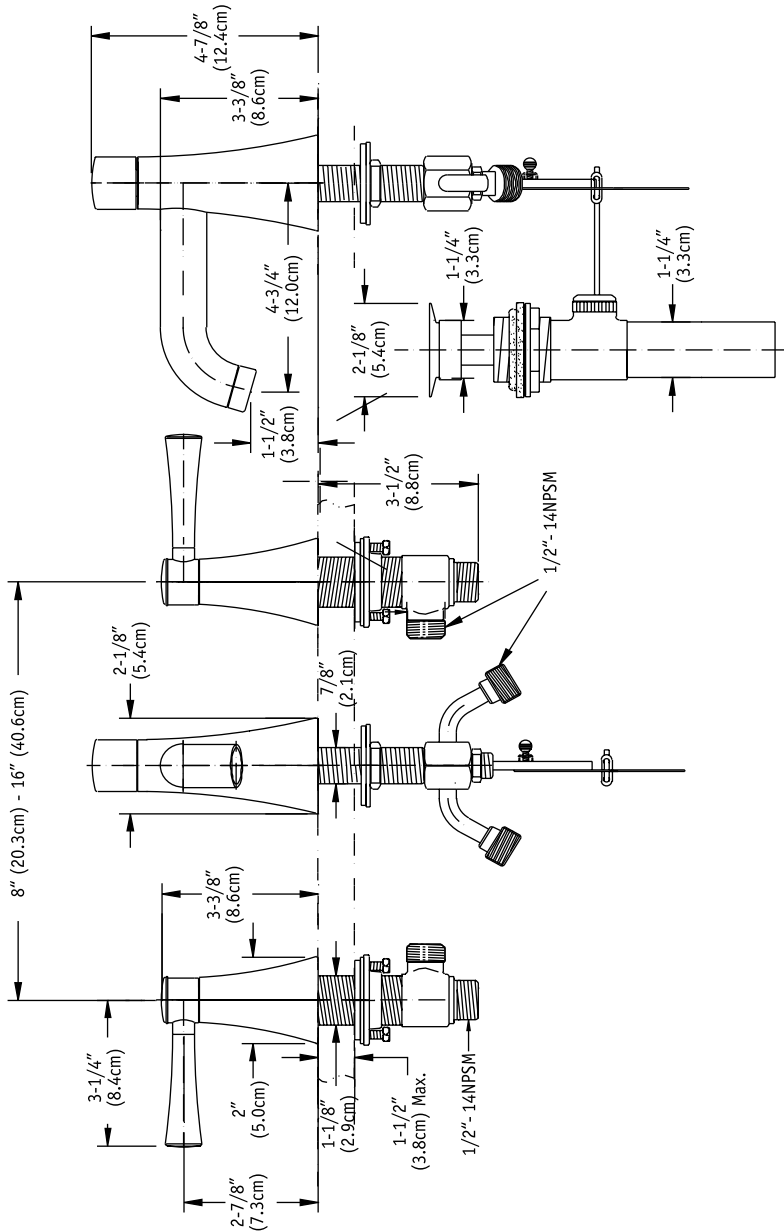 4-7/8"
(12.4cm)
3-3/8"
(8.6cm)
4-3/4"
(12.0cm)
1-1/2"
(3.8cm)
2-1/8"
(5.4cm)
1-1/4"
(3.3cm)
1-1/4"
(3.3cm)
8" (20.3cm) - 16" (40.6cm)
2-1/8"
(5.4cm)
3-1/2"
(8.8cm)
7/8"
(2.1cm)
1/2"- 14NPSM
3-3/8"
(8.6cm)
3-1/4"
(8.4cm)
2"
(5.0cm)
1-1/8"
(2.9cm)
1-1/2"
(3.8cm) Max.
1/2"- 14NPSM
2-7/8"
(7.3cm)